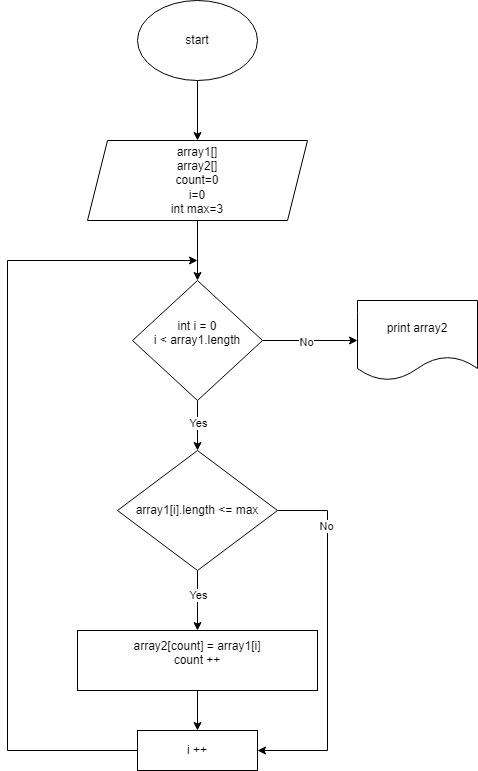 start
array1[]
array2[]
count=0
i=0
int max=3
int i = 0
i < array1.length
No
print array2
Yes
array1[i].length <= max
No
Yes
array2[count] = array1[i]
count ++
i ++